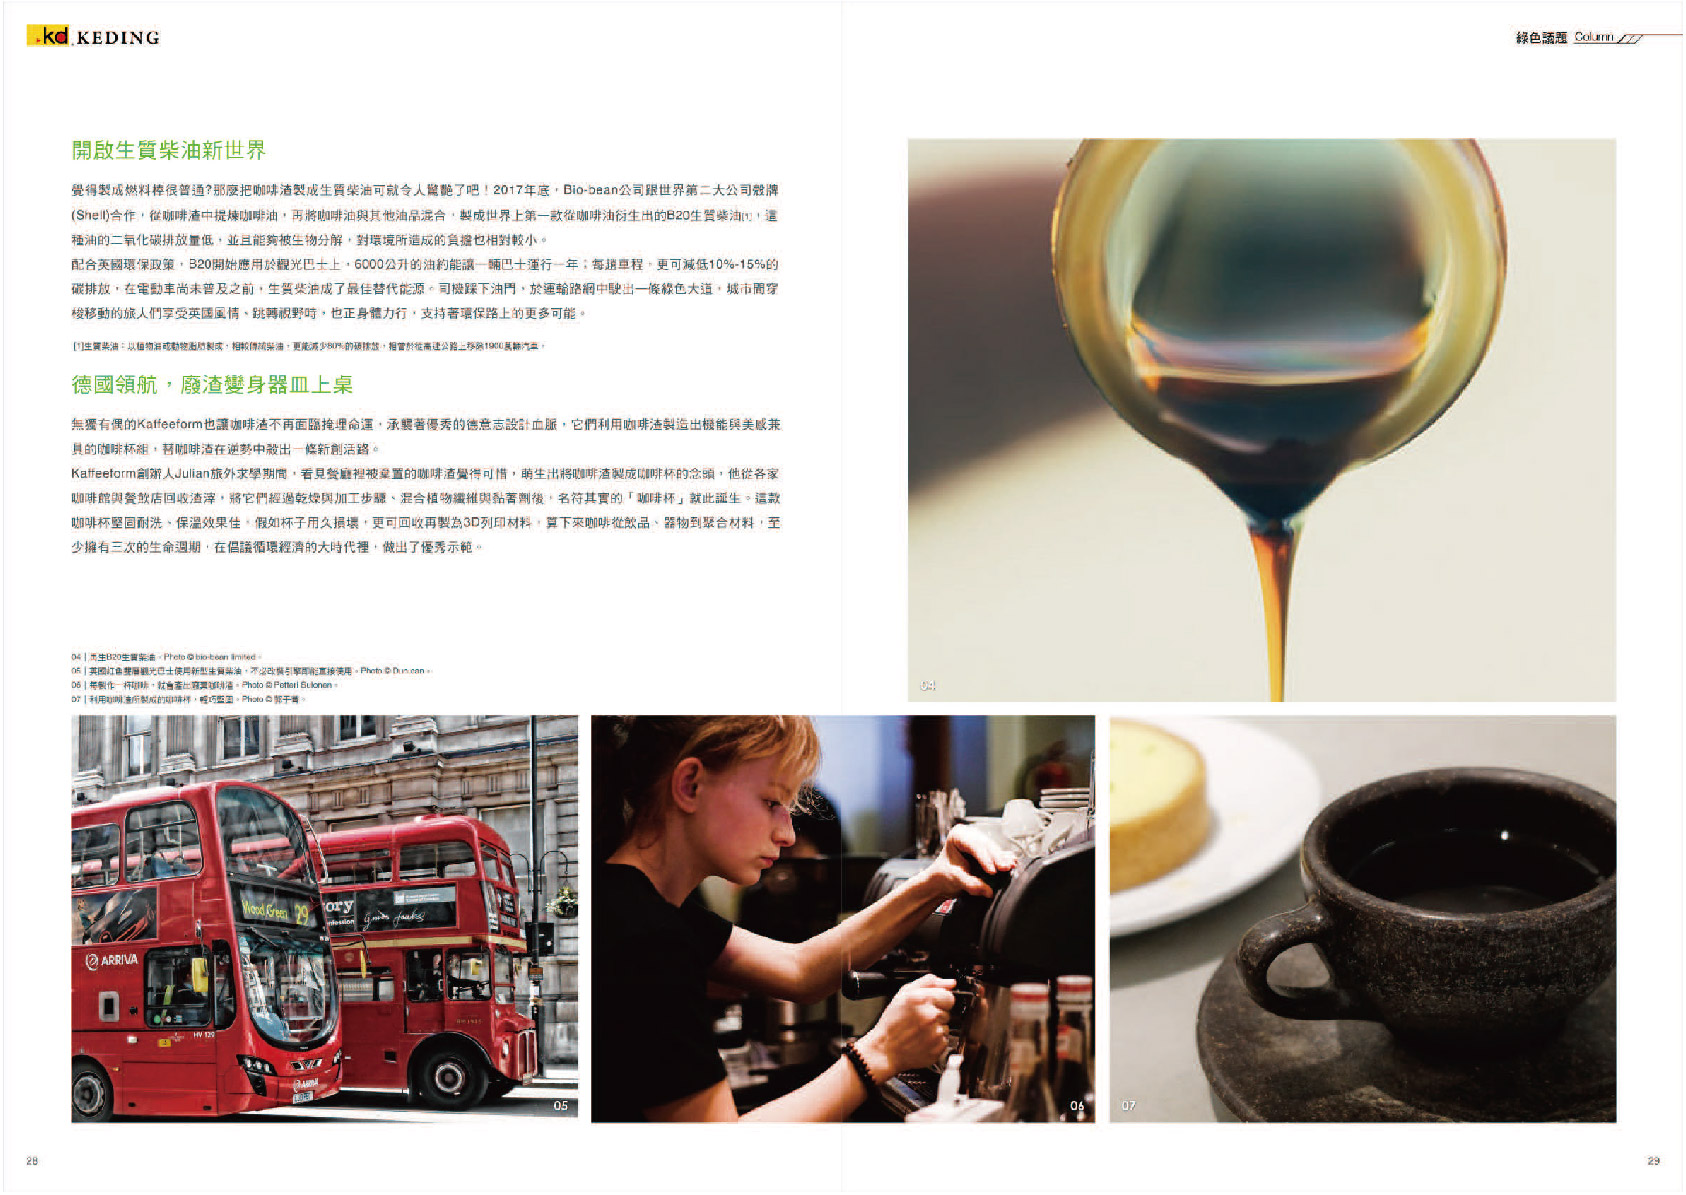 kd KEDING
綠色議題 Column
開啟生質柴油新世界
覺得製成燃料棒很普通?那麼把咖啡渣製成生質柴油可就令人驚艷了吧！2017年底，Bio-bean公司跟世界第二大公司殼牌
(Shell)合作，從咖啡渣中提煉咖啡油，再將咖啡油與其他油品混合，製成世界上第一款從咖啡油衍生出的B20生質柴油[1]，這
種油的二氧化碳排放量低，並且能夠被生物分解，對環境所造成的負擔也相對較小。
配合英國環保政策，B20開始應用於觀光巴士上，6000公升的油約能讓一輛巴士運行一年；每趟車程，更可減低10%-15%的
碳排放，在電動車尚未普及之前，生質柴油成了最佳替代能源。司機踩下油門，於運輸路網中駛出一條綠色大道，城市間穿
梭移動的旅人們享受英國風情、跳轉視野時，也正身體力行，支持著環保路上的更多可能。
[1]生質柴油：以植物油或動物脂肪製成，相較傳統柴油，更能減少80%的碳排放，相當於從高速公路上移除1900萬輛汽車。
德國領航，廢渣變身器皿上桌
無獨有偶的Kaffeeform也讓咖啡渣不再面臨掩埋命運，承襲著優秀的德意志設計血脈，它們利用咖啡渣製造出機能與美感兼
具的咖啡杯組，替咖啡渣在逆勢中殺出一條新創活路。
Kaffeeform創辦人Julian旅外求學期間，看見餐廳裡被棄置的咖啡渣覺得可惜，萌生出將咖啡渣製成咖啡杯的念頭，他從各家
咖啡館與餐飲店回收渣滓，將它們經過乾燥與加工步驟、混合植物纖維與黏著劑後，名符其實的「咖啡杯」就此誕生。這款
咖啡杯堅固耐洗、保溫效果佳，假如杯子用久損壞，更可回收再製為3D列印材料，算下來咖啡從飲品、器物到聚合材料，至
少擁有三次的生命週期，在倡議循環經濟的大時代裡，做出了優秀示範。
04｜再生B20生質柴油。Photo © bio-bean limited。
05｜英國紅色雙層觀光巴士使用新型生質柴油，不必改裝引擎即能直接使用。Photo ©
06｜每製作一杯咖啡，就會產出廢棄咖啡渣。Photo © Petteri Sulonen。
07｜利用咖啡渣所製成的咖啡杯，輕巧堅固。Photo ©
04
Wood Green 29
ory
ARRIVA
HV 129
ARRIVA
05
06
07
28
29